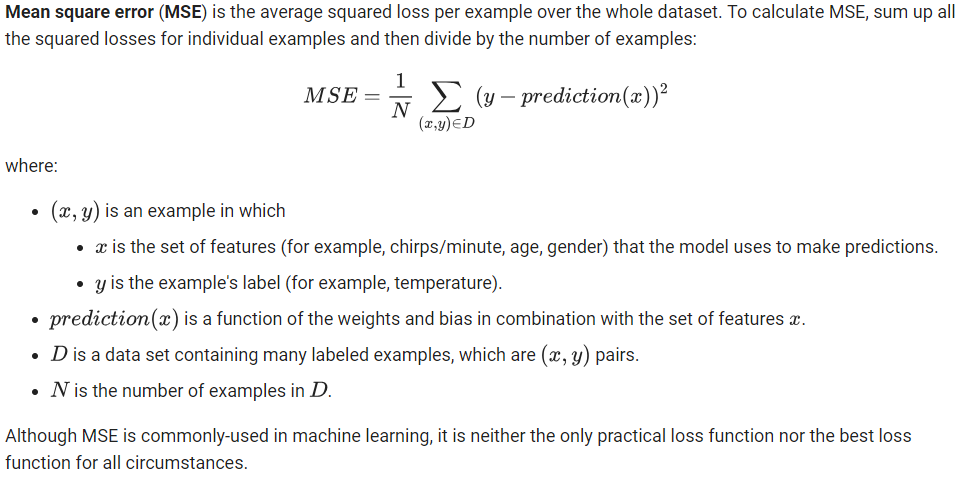 Mean square error (MSE) is the average squared loss per example over the whole dataset. To calculate MSE, sum up all
the squared losses for individual examples and then divide by the number of examples:
MSE = 1/N ∑_{(x,y)∈D} (y − prediction(x))²
where:
• (x, y) is an example in which
• x is the set of features (for example, chirps/minute, age, gender) that the model uses to make predictions.
• y is the example's label (for example, temperature).
• prediction(x) is a function of the weights and bias in combination with the set of features x.
• D is a data set containing many labeled examples, which are (x, y) pairs.
• N is the number of examples in D.
Although MSE is commonly-used in machine learning, it is neither the only practical loss function nor the best loss
function for all circumstances.